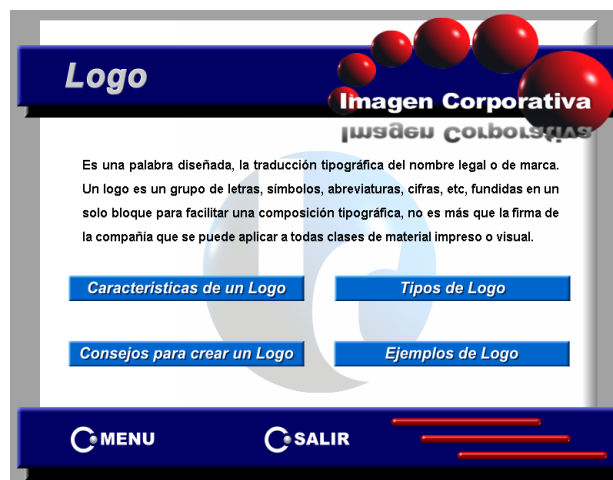 Logo
Imagen Corporativa
Imagen Corporativa
Es una palabra diseñada, la traducción tipográfica del nombre legal o de marca.
Un logo es un grupo de letras, símbolos, abreviaturas, cifras, etc, fundidas en un
solo bloque para facilitar una composición tipográfica, no es más que la firma de
la compañía que se puede aplicar a todas clases de material impreso o visual.
Caracteristicas de un Logo
Tipos de Logo
Consejos para crear un Logo
Ejemplos de Logo
MENU
SALIR